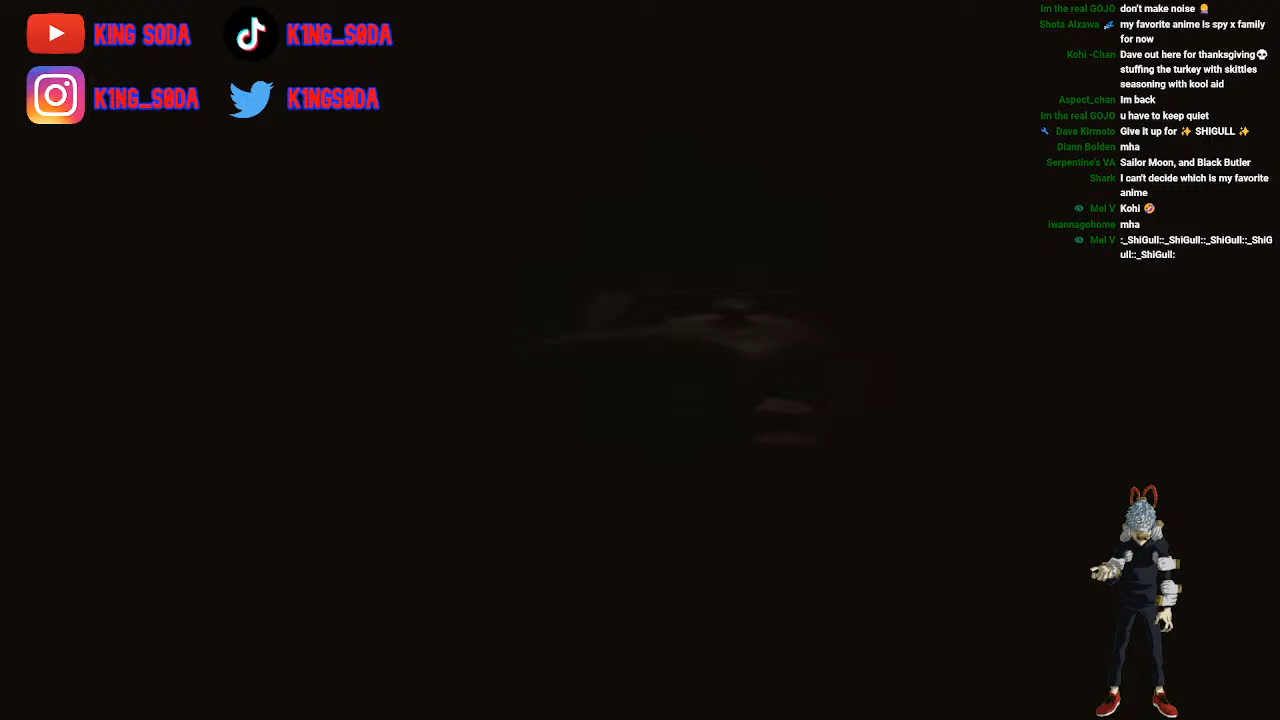 KING SODA
K1NG_S0DA
K1NG_S0DA
K1NGS0DA
Im the real GOJO don't make noise
Shota Aizawa my favorite anime is spy x family
for now
Kohi -Chan Dave out here for thanksgiving💀
stuffing the turkey with skittles
seasoning with kool aid
Aspect_chan Im back
Im the real GOJO u have to keep quiet
Dave Kirmoto Give it up for ✨ SHIGULL ✨
Diann Bolden mha
Serpentine's VA Sailor Moon, and Black Butler
Shark I can't decide which is my favorite
anime
Mel V Kohi 🤣
iwannagohome mha
Mel V :_ShiGull::_ShiGull::_ShiGull::_ShiG
ull::_ShiGull: